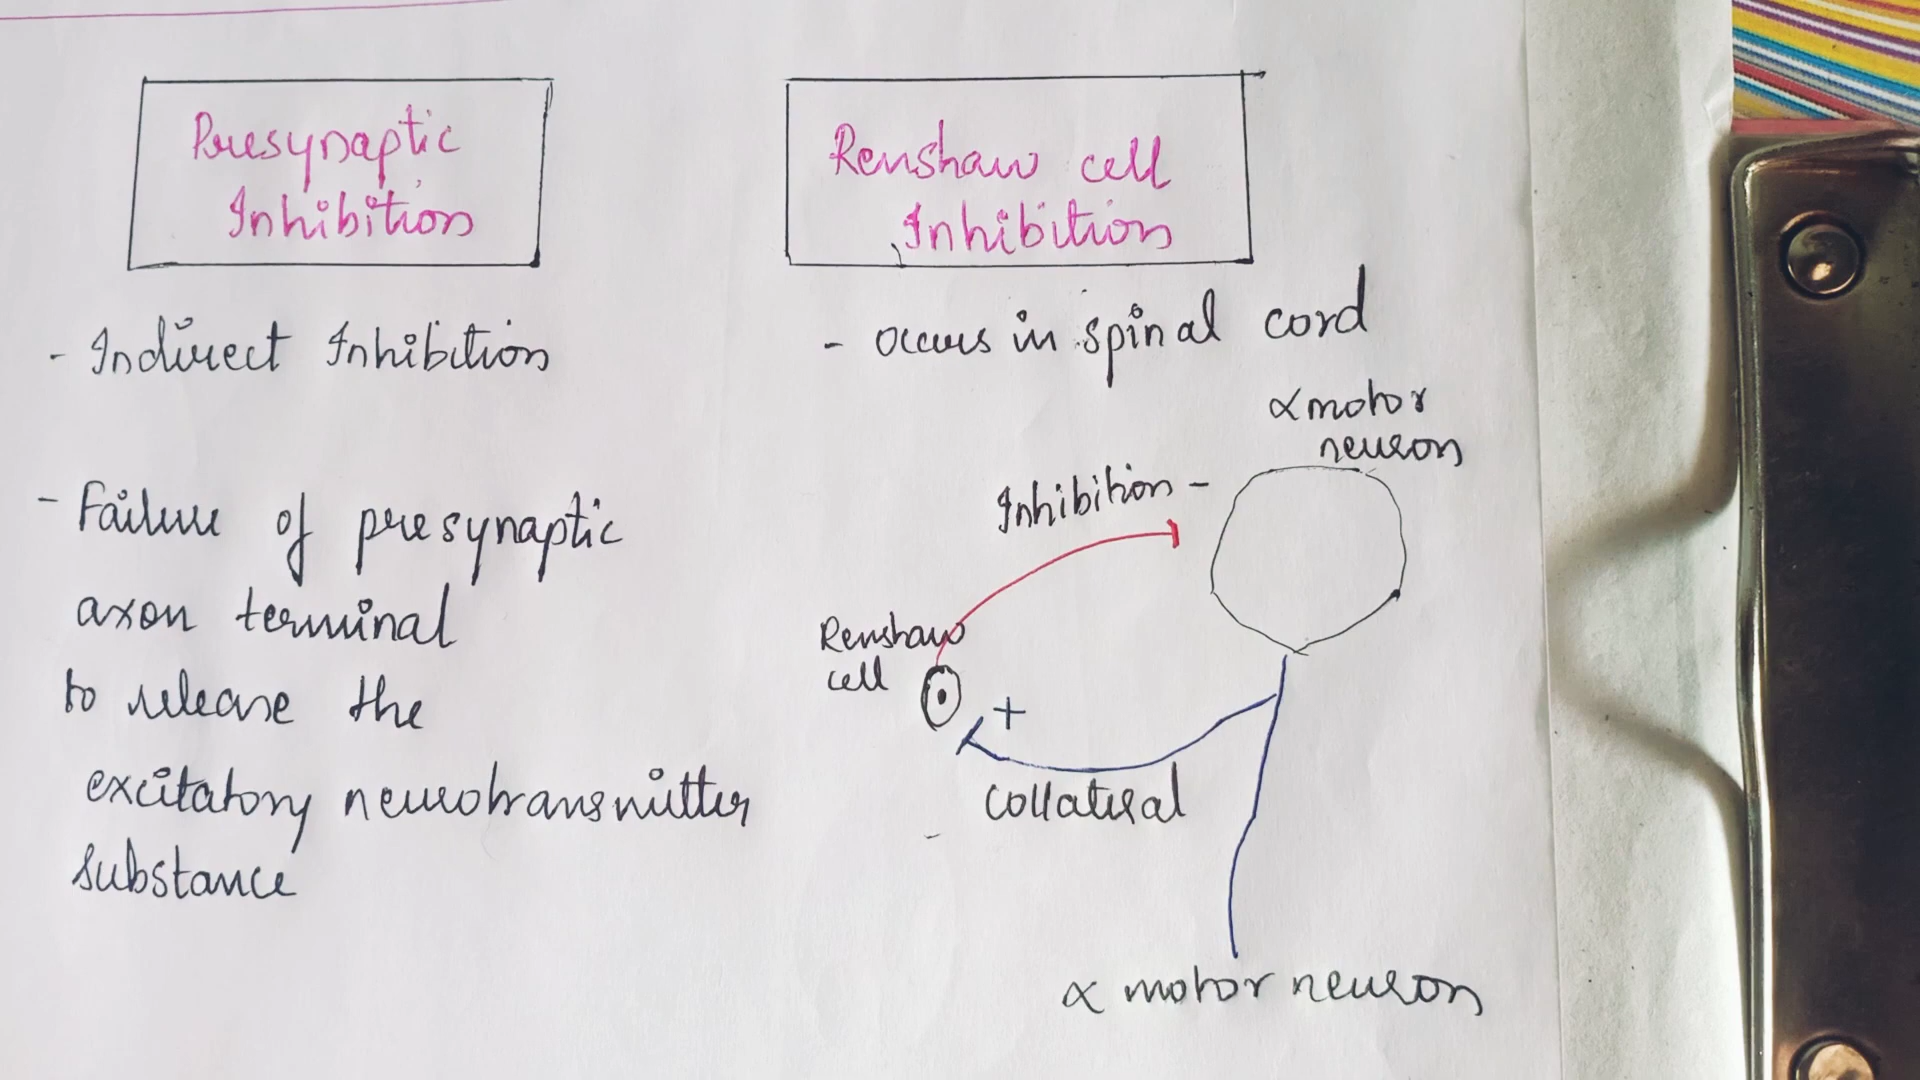 Presynaptic
Inhibition
- Indirect Inhibition
- Failure of presynaptic
axon terminal
to release the
excitatory neurotransmitter
substance
Renshaw cell
Inhibition
- occurs in spinal cord
α motor
neuron
Inhibition -
Renshaw
cell
+
collateral
α motor neuron